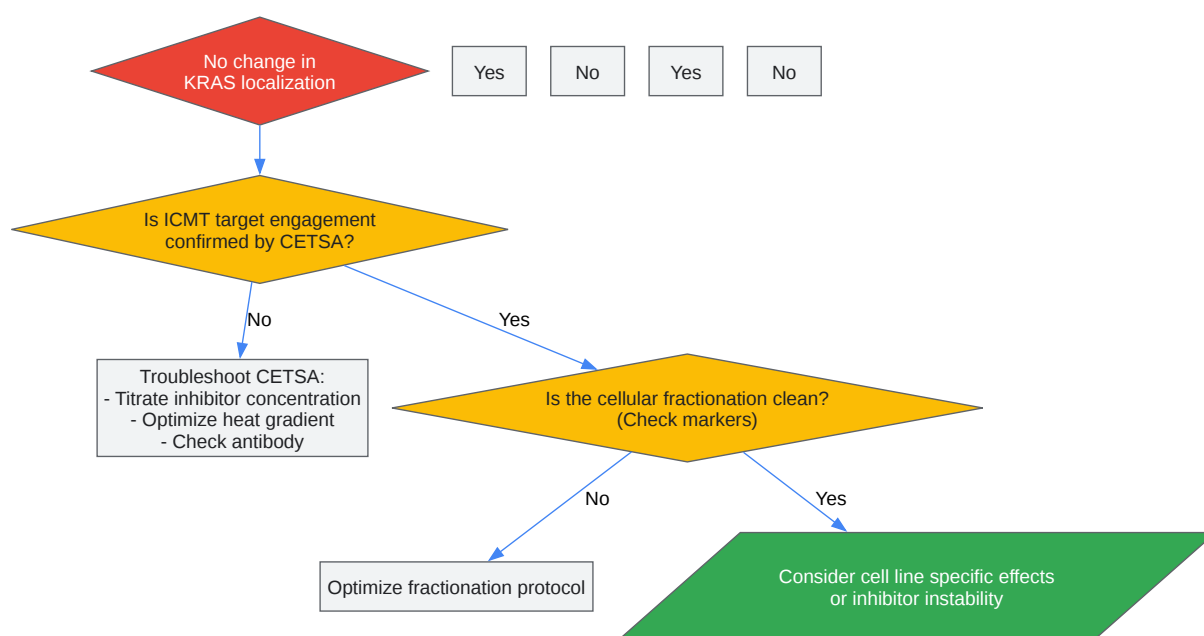 No change in
KRAS localization
Yes
No
Yes
No
Is ICMT target engagement
confirmed by CETSA?
No
Yes
Troubleshoot CETSA:
- Titrate inhibitor concentration
- Optimize heat gradient
- Check antibody
Is the cellular fractionation clean?
(Check markers)
No
Yes
Optimize fractionation protocol
Consider cell line specific effects
or inhibitor instability